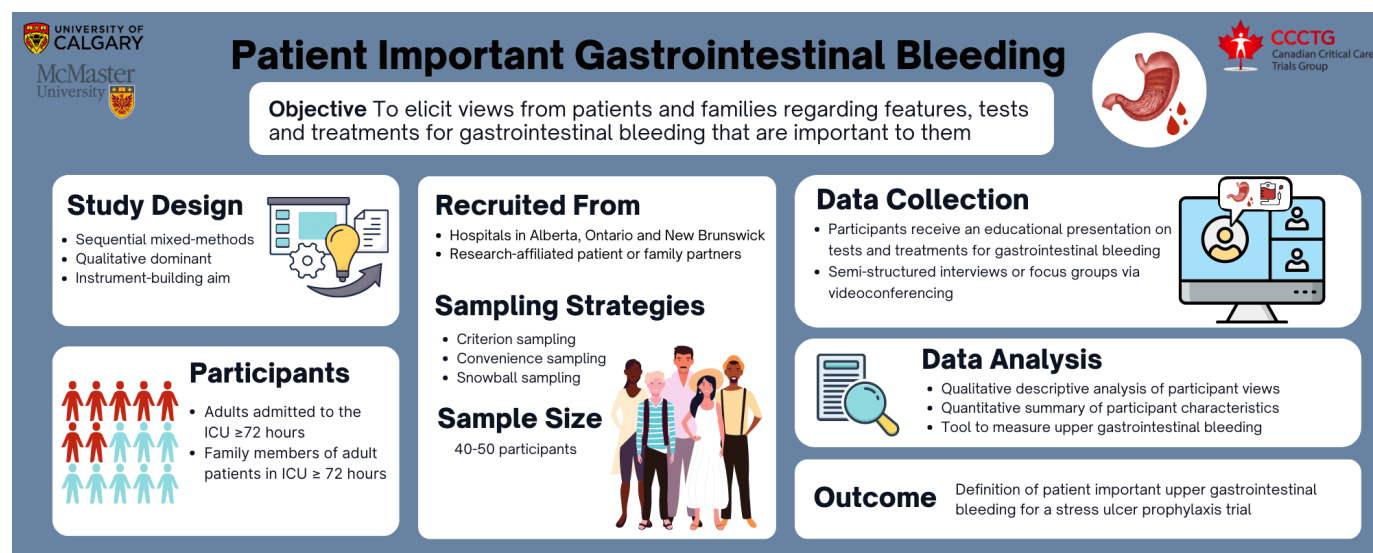 UNIVERSITY OF
CALGARY
McMaster
University
Patient Important Gastrointestinal Bleeding
CCCTG
Canadian Critical Care
Trials Group
Objective To elicit views from patients and families regarding features, tests
and treatments for gastrointestinal bleeding that are important to them
Study Design
• Sequential mixed-methods
• Qualitative dominant
• Instrument-building aim
Participants
• Adults admitted to the
ICU ≥72 hours
• Family members of adult
patients in ICU ≥ 72 hours
Recruited From
• Hospitals in Alberta, Ontario and New Brunswick
• Research-affiliated patient or family partners
Sampling Strategies
• Criterion sampling
• Convenience sampling
• Snowball sampling
Sample Size
40-50 participants
Data Collection
• Participants receive an educational presentation on
tests and treatments for gastrointestinal bleeding
• Semi-structured interviews or focus groups via
videoconferencing
Data Analysis
• Qualitative descriptive analysis of participant views
• Quantitative summary of participant characteristics
• Tool to measure upper gastrointestinal bleeding
Outcome
Definition of patient important upper gastrointestinal
bleeding for a stress ulcer prophylaxis trial